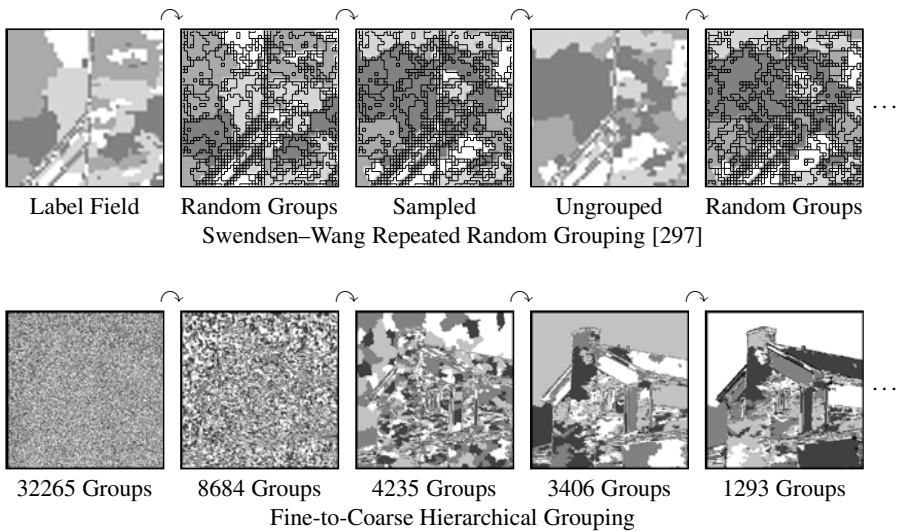 Label Field Random Groups Sampled Ungrouped Random Groups
...
Swendsen–Wang Repeated Random Grouping [297]
...
32265 Groups 8684 Groups 4235 Groups 3406 Groups 1293 Groups
Fine-to-Coarse Hierarchical Grouping